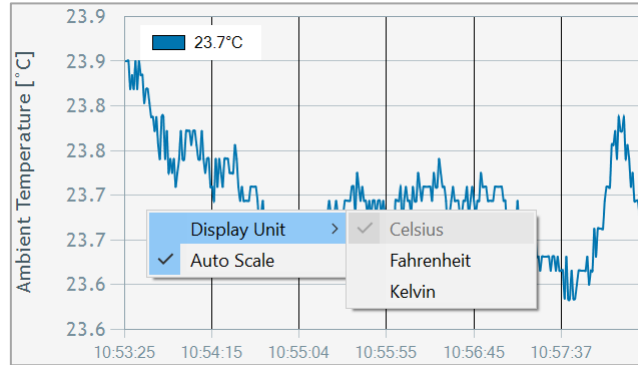 Ambient Temperature [°C]
23.9
23.9
23.8
23.8
23.7
23.7
23.6
23.6
23.7°C
Display Unit
Auto Scale
Celsius
Fahrenheit
Kelvin
10:53:25 10:54:15 10:55:04 10:55:55 10:56:45 10:57:37